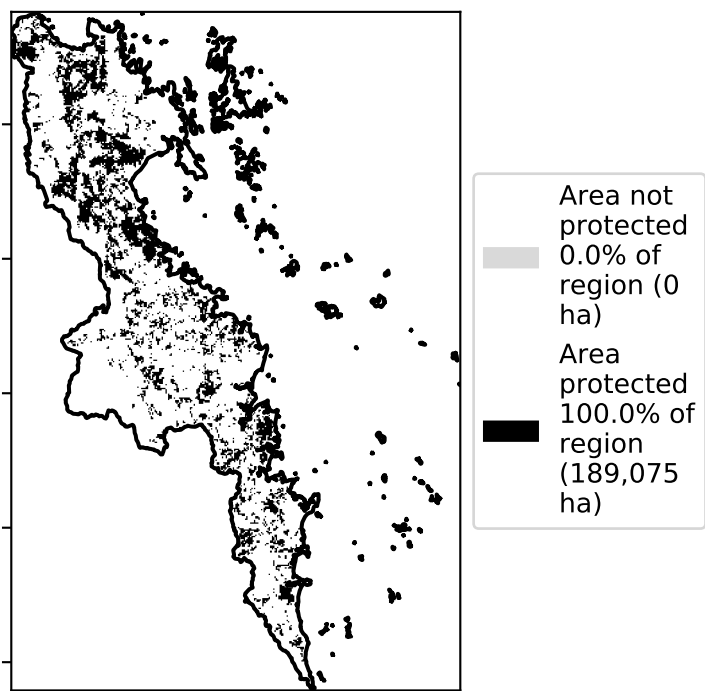 Area not
protected
0.0% of
region (0
ha)
Area
protected
100.0% of
region
(189,075
ha)